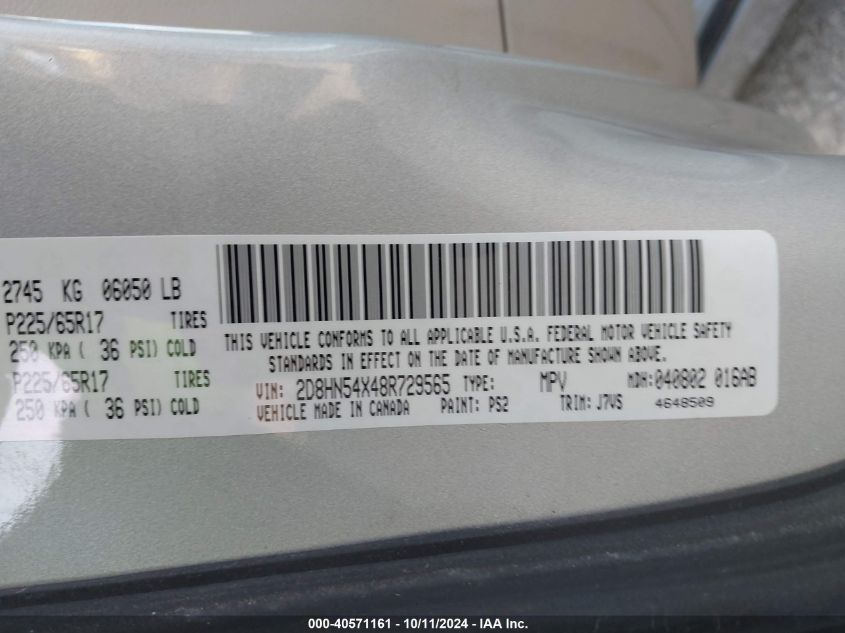 2745 KG 06050 LB
P225/65R17 TIRES
250 KPA ( 36 PSI) COLD
P225/65R17 TIRES
250 KPA ( 36 PSI) COLD
THIS VEHICLE CONFORMS TO ALL APPLICABLE U.S.A. FEDERAL MOTOR VEHICLE SAFETY
STANDARDS IN EFFECT ON THE DATE OF MANUFACTURE SHOWN ABOVE.
VIN: 2D8HN54X48R729565 TYPE: MPV MDH: 040802 016AB
VEHICLE MADE IN CANADA PAINT: PS2 TRIM: J7VS 4648509
000-40571161 - 10/11/2024 - IAA Inc.